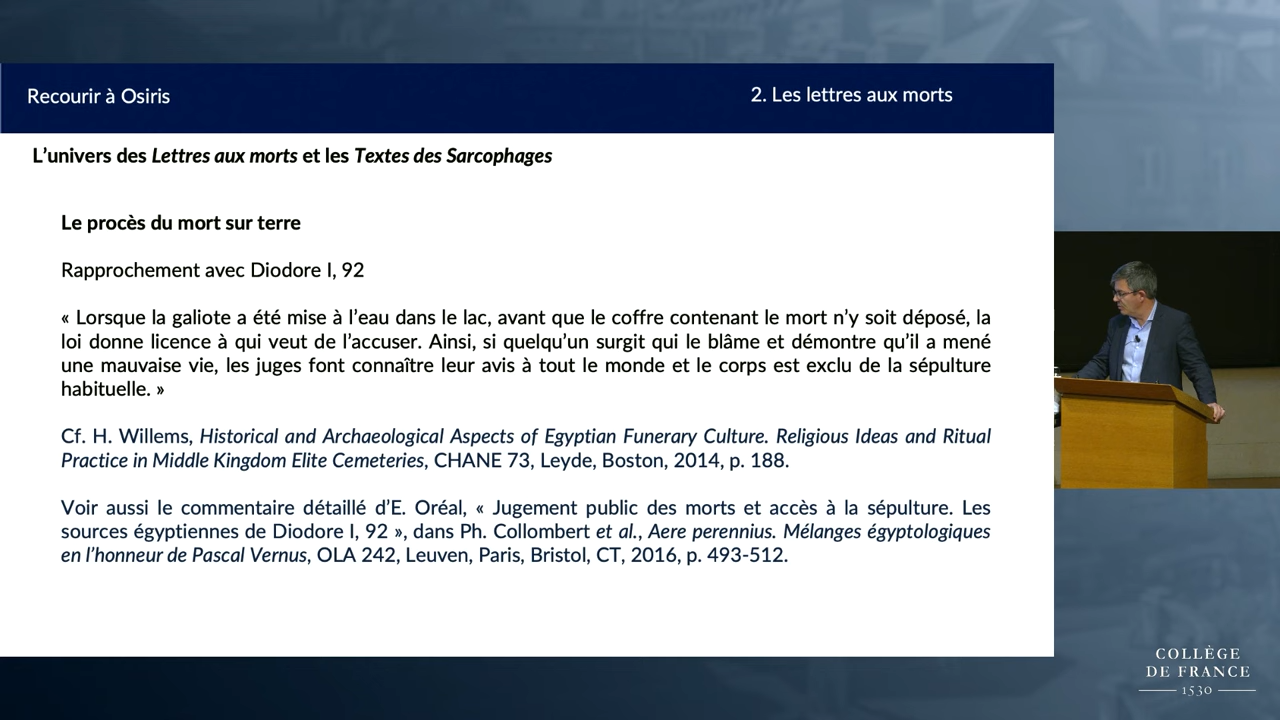 Recourir à Osiris
2. Les lettres aux morts
L’univers des Lettres aux morts et les Textes des Sarcophages
Le procès du mort sur terre
Rapprochement avec Diodore I, 92
« Lorsque la galiote a été mise à l’eau dans le lac, avant que le coffre contenant le mort n’y soit déposé, la
loi donne licence à qui veut de l’accuser. Ainsi, si quelqu’un surgit qui le blâme et démontre qu’il a mené
une mauvaise vie, les juges font connaître leur avis à tout le monde et le corps est exclu de la sépulture
habituelle. »
Cf. H. Willems, Historical and Archaeological Aspects of Egyptian Funerary Culture. Religious Ideas and Ritual
Practice in Middle Kingdom Elite Cemeteries, CHANE 73, Leyde, Boston, 2014, p. 188.
Voir aussi le commentaire détaillé d’E. Oréal, « Jugement public des morts et accès à la sépulture. Les
sources égyptiennes de Diodore I, 92 », dans Ph. Collombert et al., Aere perennius. Mélanges égyptologiques
en l’honneur de Pascal Vernus, OLA 242, Leuven, Paris, Bristol, CT, 2016, p. 493-512.
COLLÈGE
DE FRANCE
1530